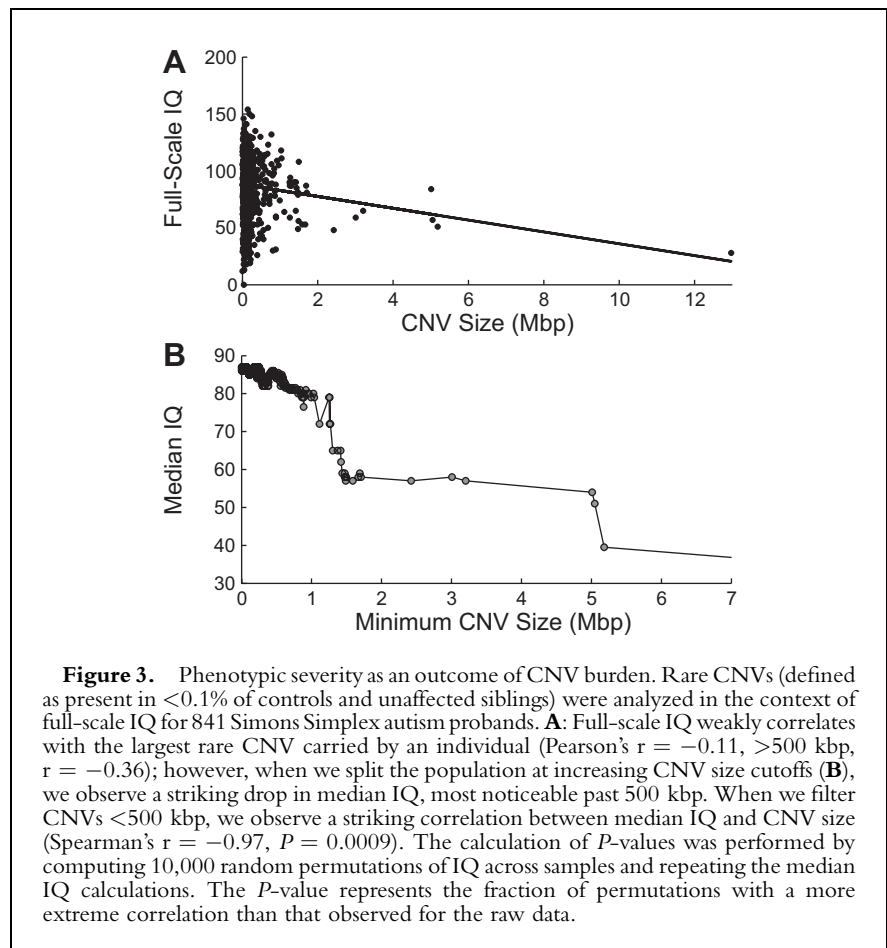 A
200
150
100
50
0
Full-Scale IQ
0 2 4 6 8 10 12
CNV Size (Mbp)
B
90
80
70
60
50
40
30
Median IQ
0 1 2 3 4 5 6 7
Minimum CNV Size (Mbp)
Figure 3. Phenotypic severity as an outcome of CNV burden. Rare CNVs (defined
as present in <0.1% of controls and unaffected siblings) were analyzed in the context of
full-scale IQ for 841 Simons Simplex autism probands. A: Full-scale IQ weakly correlates
with the largest rare CNV carried by an individual (Pearson's r = −0.11, >500 kbp,
r = −0.36); however, when we split the population at increasing CNV size cutoffs (B),
we observe a striking drop in median IQ, most noticeable past 500 kbp. When we filter
CNVs <500 kbp, we observe a striking correlation between median IQ and CNV size
(Spearman's r = −0.97, P = 0.0009). The calculation of P-values was performed by
computing 10,000 random permutations of IQ across samples and repeating the median
IQ calculations. The P-value represents the fraction of permutations with a more
extreme correlation than that observed for the raw data.